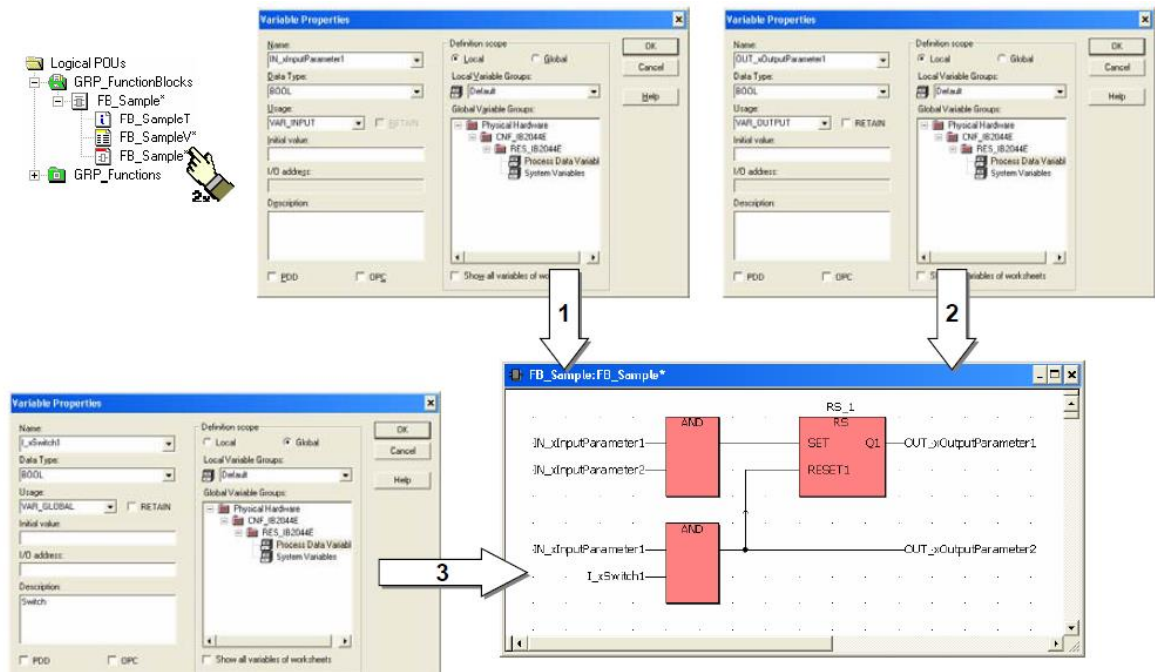 Logical POUs
GRP_FunctionBlocks
FB_Sample*
FB_SampleT
FB_SampleV*
FB_Sample*
GRP_Functions
2x
Variable Properties
Name:
IN_xInputParameter1
Data Type:
BOOL
Usage:
VAR_INPUT
RETAIN
Initial value:
I/O address:
Description:
PDD
OPC
Definition scope
Local
Global
Local Variable Groups:
Default
Global Variable Groups:
Physical Hardware
CNF_IB2044E
RES_IB2044E
Process Data Variabl
System Variables
Show all variables of
OK
Cancel
Help
Variable Properties
Name:
OUT_xOutputParameter1
Data Type:
BOOL
Usage:
VAR_OUTPUT
RETAIN
Initial value:
I/O address:
Description:
PDD
OPC
Definition scope
Local
Global
Local Variable Groups:
Default
Global Variable Groups:
Physical Hardware
CNF_IB2044E
RES_IB2044E
Process Data Variabl
System Variables
variables of worksheets
OK
Cancel
Help
1
2
Variable Properties
Name:
I_xSwitch1
Data Type:
BOOL
Usage:
VAR_GLOBAL
RETAIN
Initial value:
I/O address:
Description:
Switch
PDD
OPC
Definition scope
Local
Global
Local Variable Groups:
Default
Global Variable Groups:
Physical Hardware
CNF_IB2044E
RES_IB2044E
Process Data Variabl
System Variables
Show all variables of worksheets
OK
Cancel
Help
3
FB_Sample:FB_Sample*
RS_1
AND
RS
IN_xInputParameter1
SET
Q1
OUT_xOutputParameter1
IN_xInputParameter2
RESET1
AND
IN_xInputParameter1
OUT_xOutputParameter2
I_xSwitch1